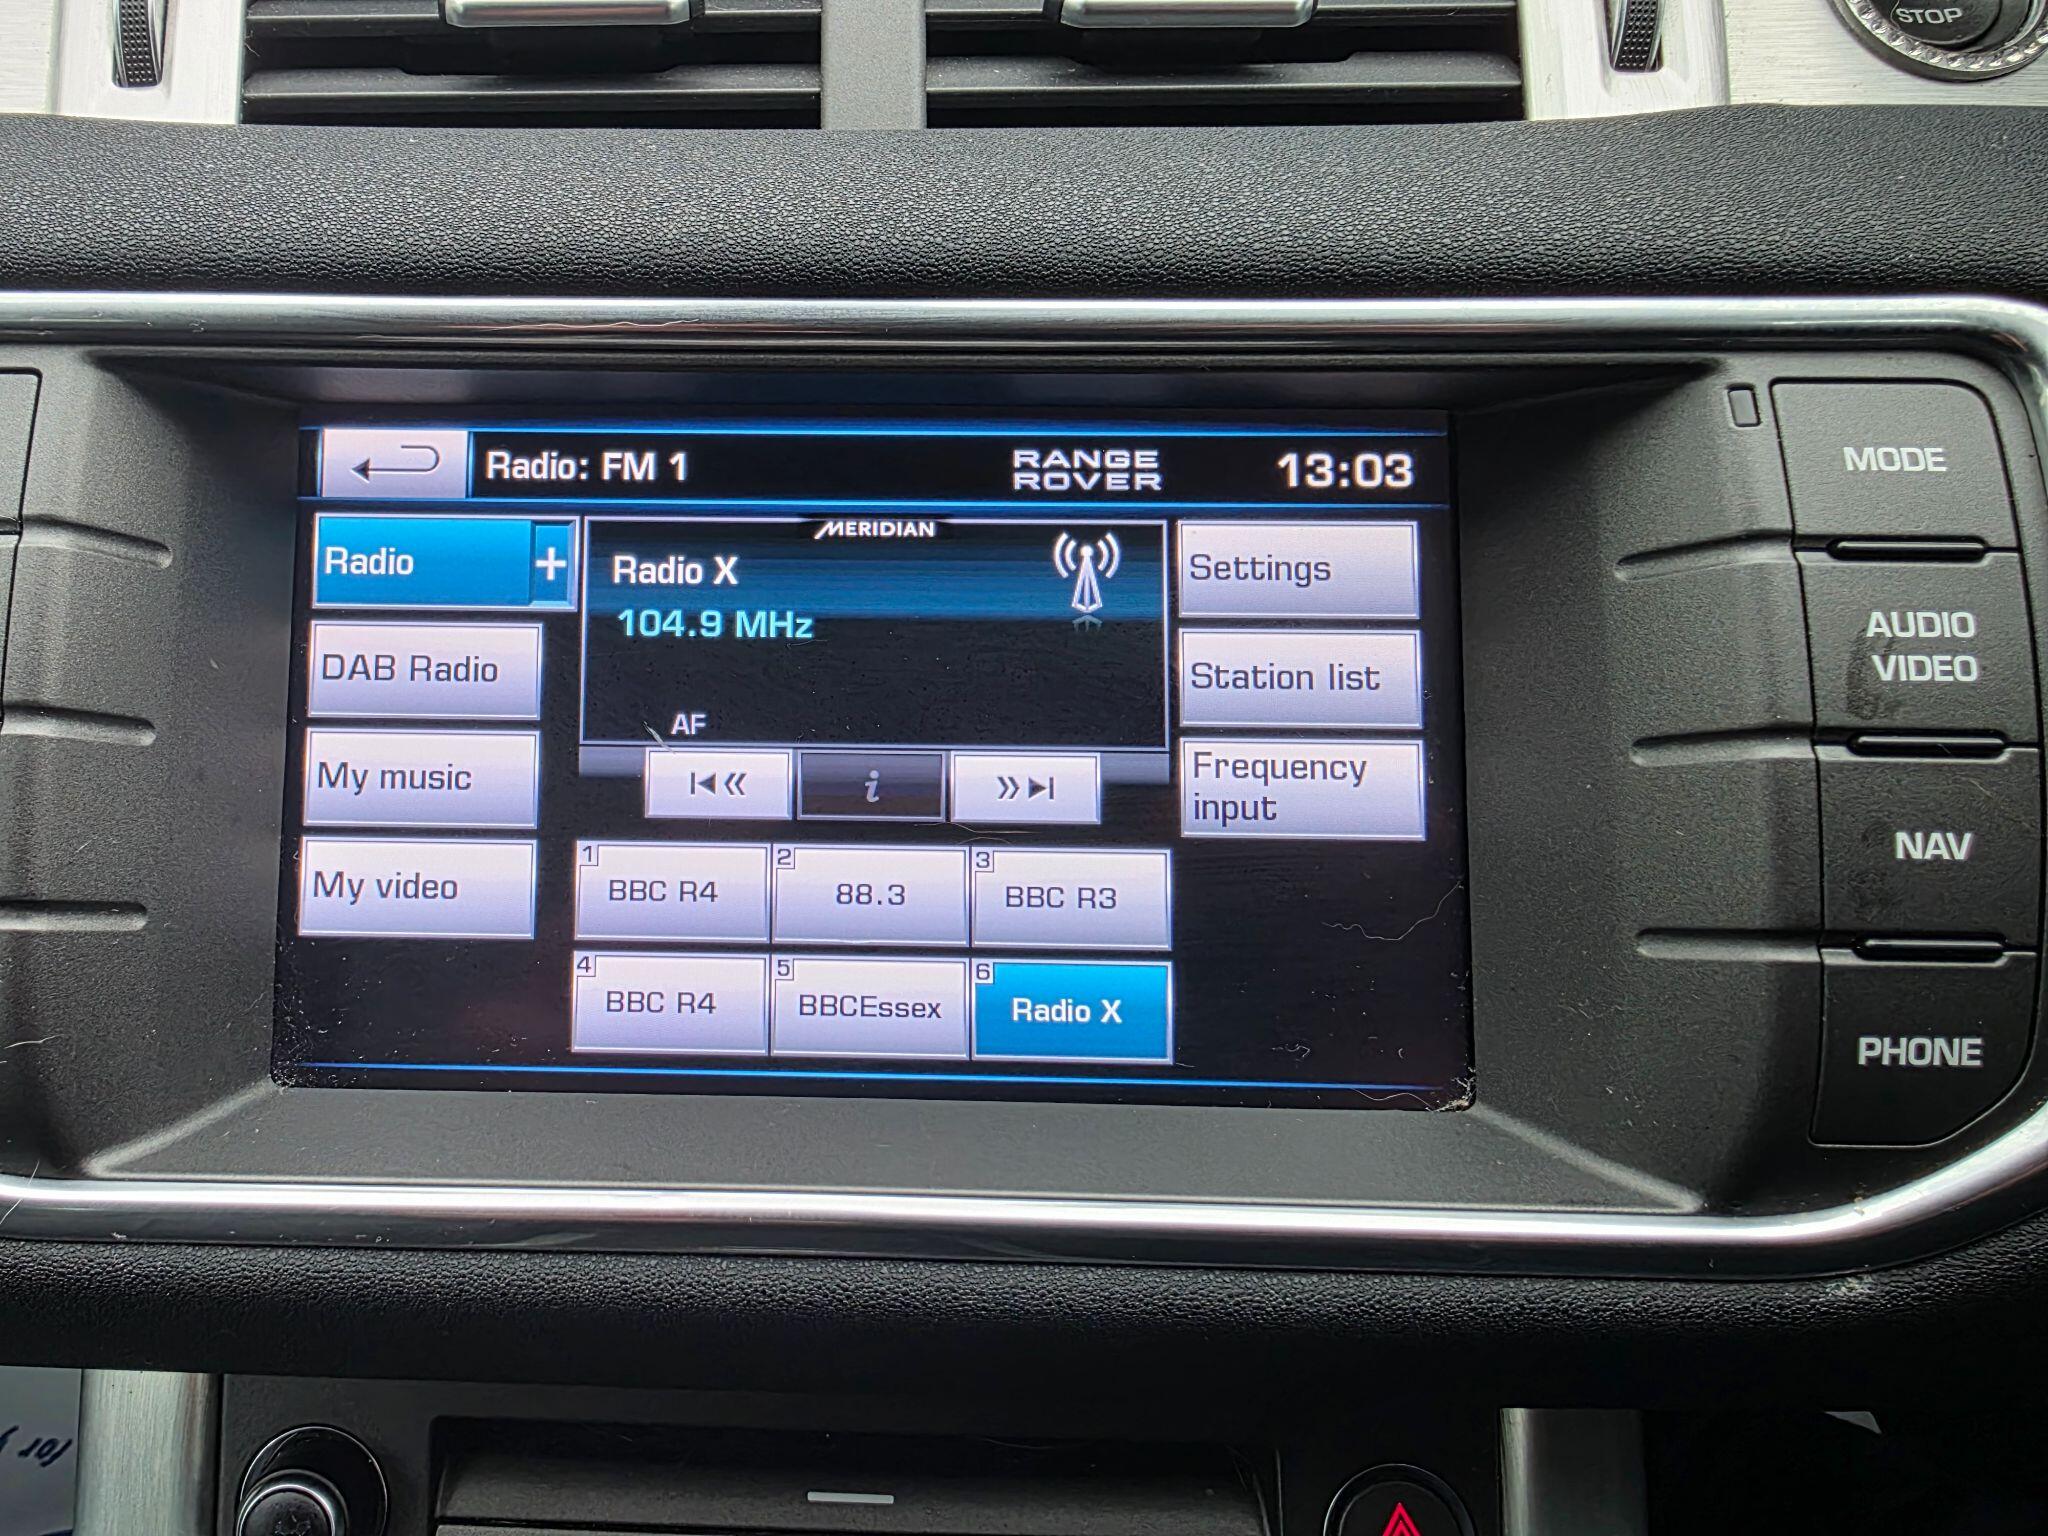 STOP
Radio: FM 1
RANGE
ROVER
13:03
MERIDIAN
Radio +
Radio X
104.9 MHz
AF
Settings
DAB Radio
Station list
My music
i
Frequency
input
My video
1 BBC R4
2 88.3
3 BBC R3
4 BBC R4
5 BBCEssex
6 Radio X
MODE
AUDIO
VIDEO
NAV
PHONE
for